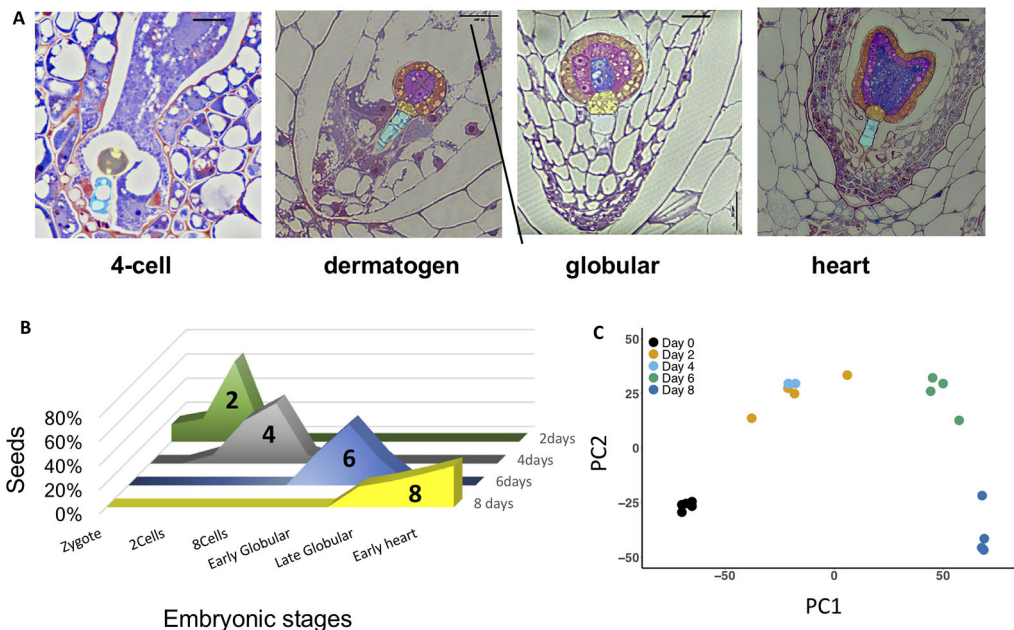 A
4-cell
dermatogen
globular
heart
B
80%
60%
40%
20%
0%
Seeds
2
4
6
8
2days
4days
6days
8 days
Zygote
2Cells
8Cells
Early Globular
Late Globular
Early heart
Embryonic stages
C
Day 0
Day 2
Day 4
Day 6
Day 8
50
25
0
−25
−50
PC2
−50
0
50
PC1